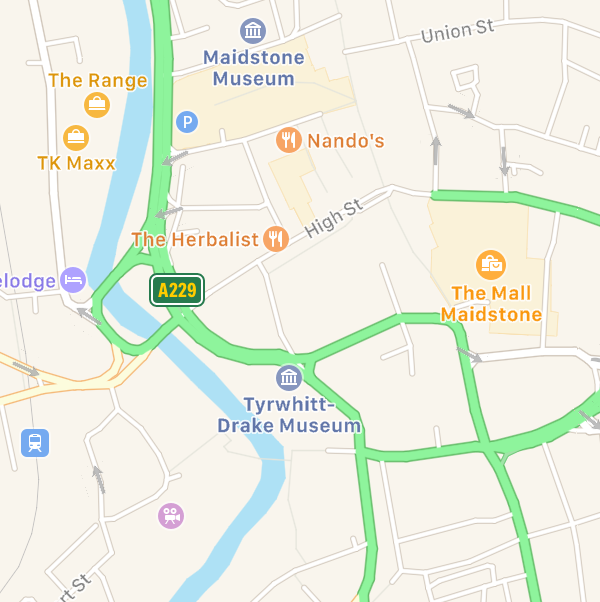 Union St
Maidstone
Museum
The Range
P
TK Maxx
Nando's
High St
The Herbalist
elodge
A229
The Mall
Maidstone
Tyrwhitt-
Drake Museum
rt St